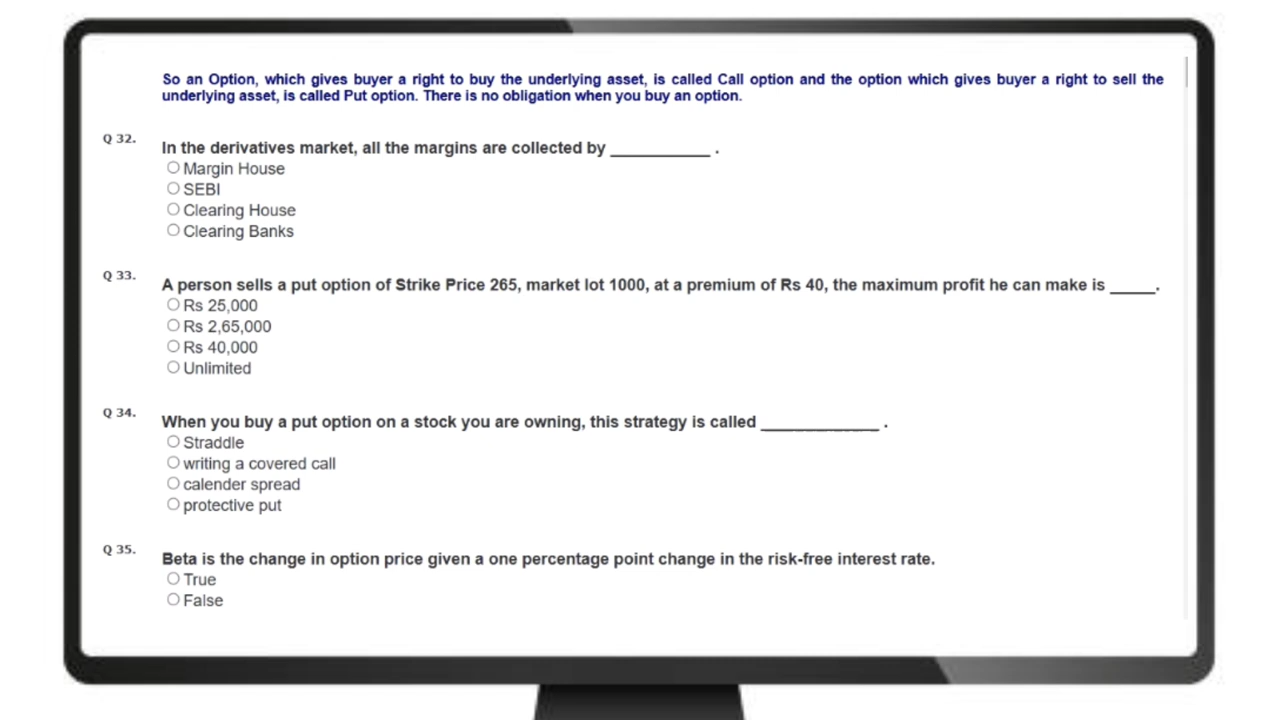 So an Option, which gives buyer a right to buy the underlying asset, is called Call option and the option which gives buyer a right to sell the
underlying asset, is called Put option. There is no obligation when you buy an option.
Q 32.
In the derivatives market, all the margins are collected by ___________ .
Margin House
SEBI
Clearing House
Clearing Banks
Q 33.
A person sells a put option of Strike Price 265, market lot 1000, at a premium of Rs 40, the maximum profit he can make is _____.
Rs 25,000
Rs 2,65,000
Rs 40,000
Unlimited
Q 34.
When you buy a put option on a stock you are owning, this strategy is called _____________ .
Straddle
writing a covered call
calender spread
protective put
Q 35.
Beta is the change in option price given a one percentage point change in the risk-free interest rate.
True
False